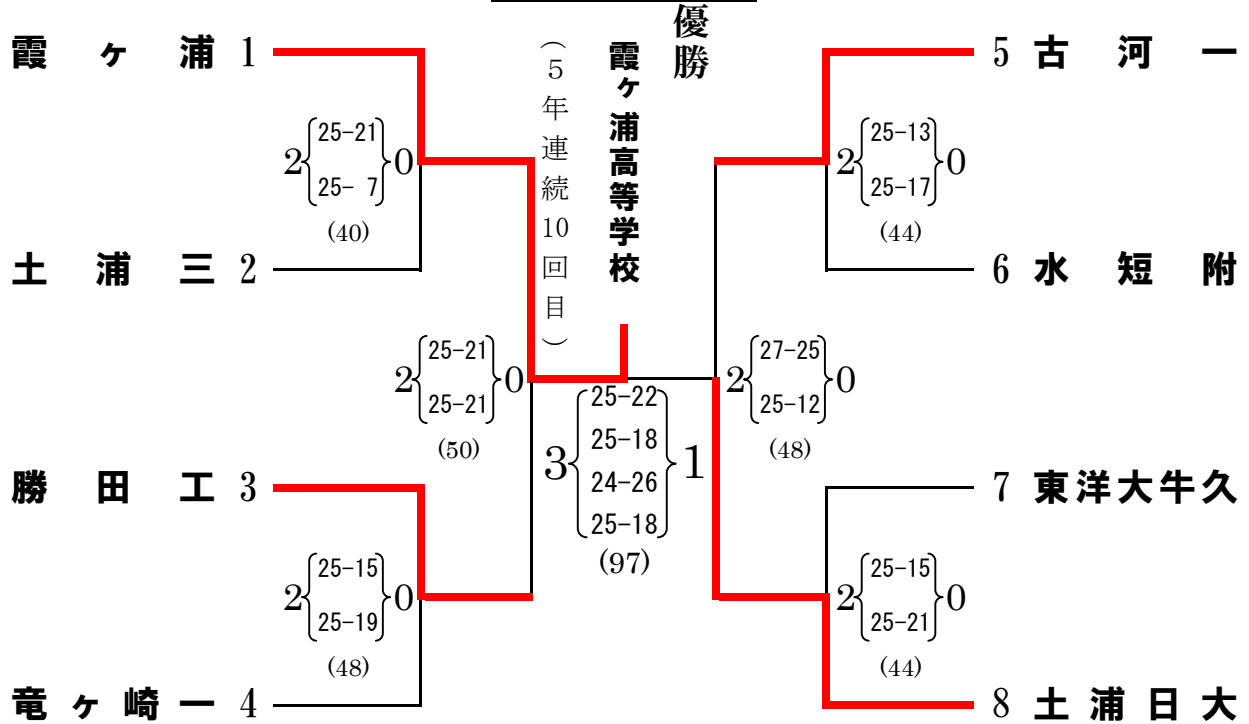 優勝
霞ヶ浦高等学校
（5年連続10回目）
霞ヶ浦 1
2 25-21 0
25- 7
(40)
土浦三 2
2 25-21 0
25-21
(50)
勝田工 3
2 25-15 0
25-19
(48)
竜ヶ崎一 4
25-22
25-18
3 1
24-26
25-18
(97)
5 古河一
2 25-13 0
25-17
(44)
6 水短附
2 27-25 0
25-12
(48)
7 東洋大牛久
2 25-15 0
25-21
(44)
8 土浦日大